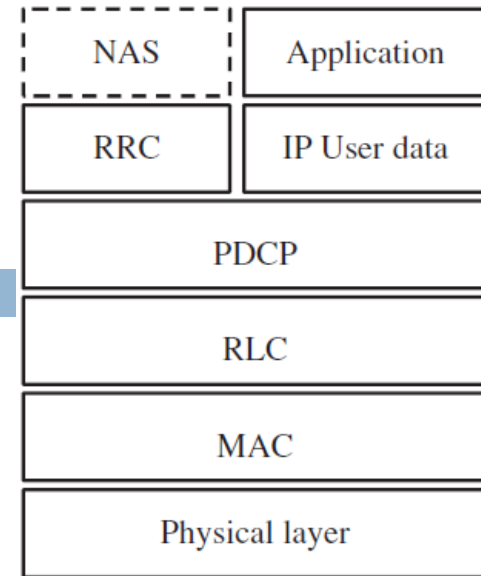 NAS
Application
RRC
IP User data
PDCP
RLC
MAC
Physical layer